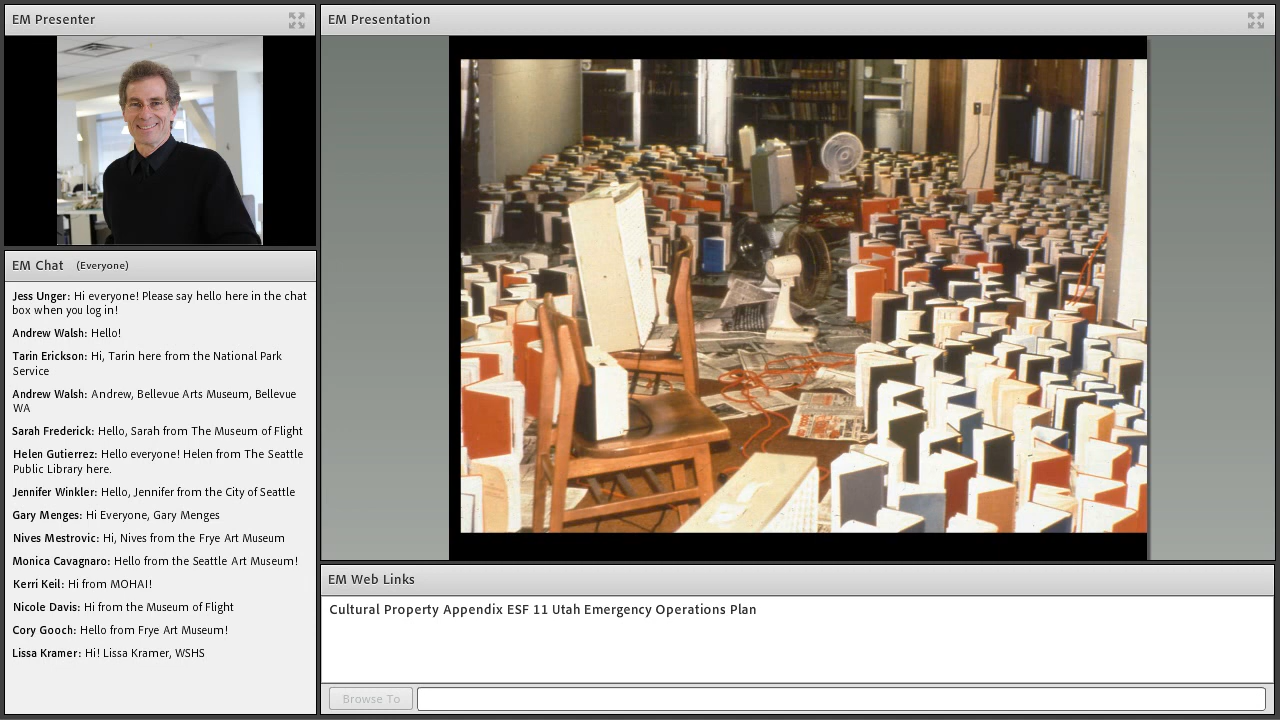 EM Presenter
EM Presentation
EM Chat (Everyone)
Jess Unger: Hi everyone! Please say hello here in the chat
box when you log in!
Andrew Walsh: Hello!
Tarin Erickson: Hi, Tarin here from the National Park
Service
Andrew Walsh: Andrew, Bellevue Arts Museum, Bellevue
WA
Sarah Frederick: Hello, Sarah from The Museum of Flight
Helen Gutierrez: Hello everyone! Helen from The Seattle
Public Library here.
Jennifer Winkler: Hello, Jennifer from the City of Seattle
Gary Menges: Hi Everyone, Gary Menges
Nives Mestrovic: Hi, Nives from the Frye Art Museum
Monica Cavagnaro: Hello from the Seattle Art Museum!
Kerri Keil: Hi from MOHAI!
Nicole Davis: Hi from the Museum of Flight
Cory Gooch: Hello from Frye Art Museum!
Lissa Kramer: Hi! Lissa Kramer, WSHS
EM Web Links
Cultural Property Appendix ESF 11 Utah Emergency Operations Plan
Browse To